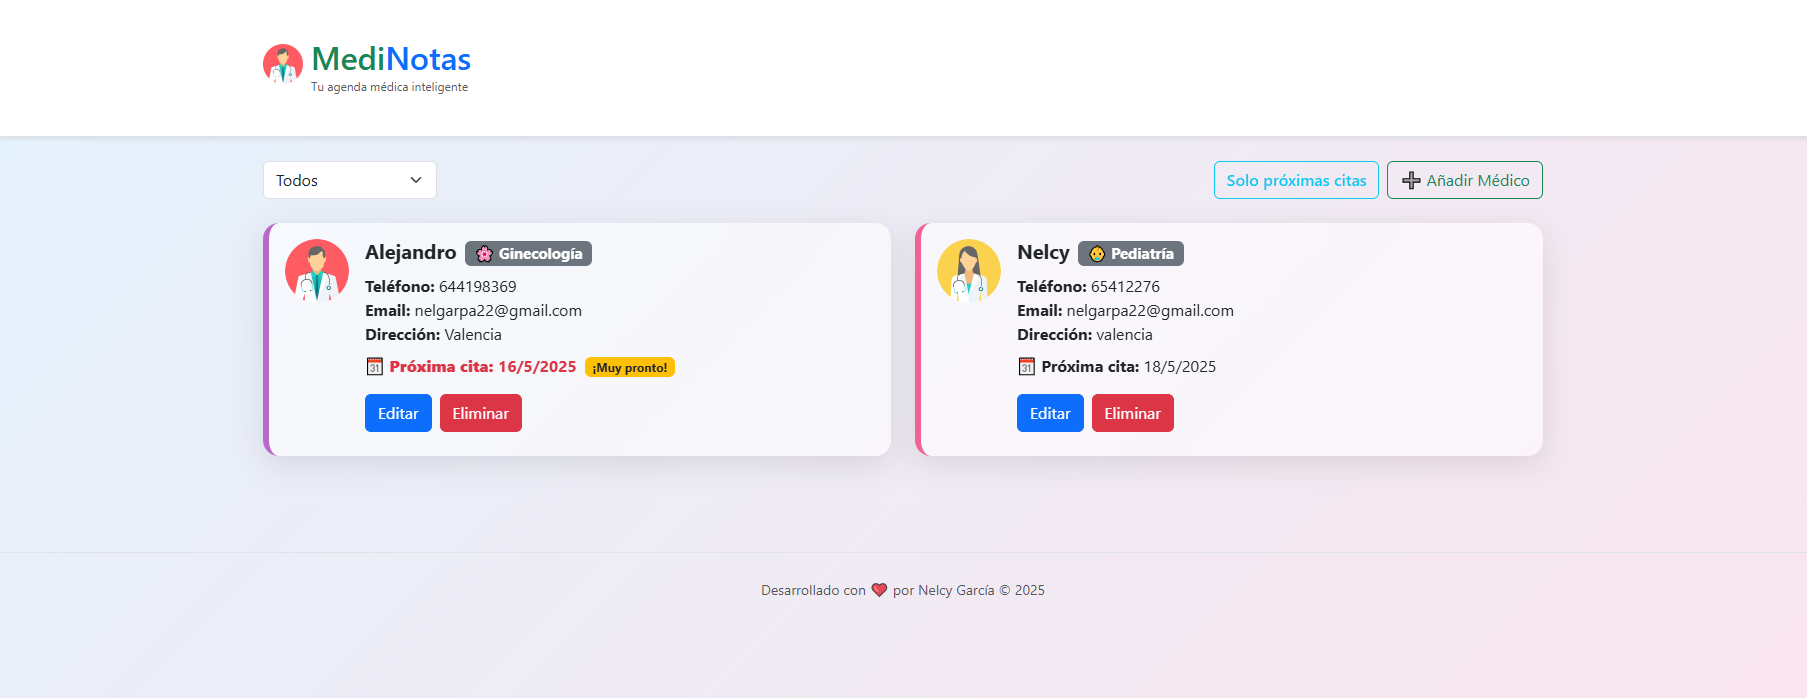 MediNotas
Tu agenda médica inteligente
Todos
Solo próximas citas
➕ Añadir Médico
Alejandro 🌸 Ginecología
Teléfono: 644198369
Email: nelgarpa22@gmail.com
Dirección: Valencia
📅 Próxima cita: 16/5/2025 ¡Muy pronto!
Editar Eliminar
Nelcy 👶 Pediatría
Teléfono: 65412276
Email: nelgarpa22@gmail.com
Dirección: valencia
📅 Próxima cita: 18/5/2025
Editar Eliminar
Desarrollado con ❤️ por Nelcy García © 2025